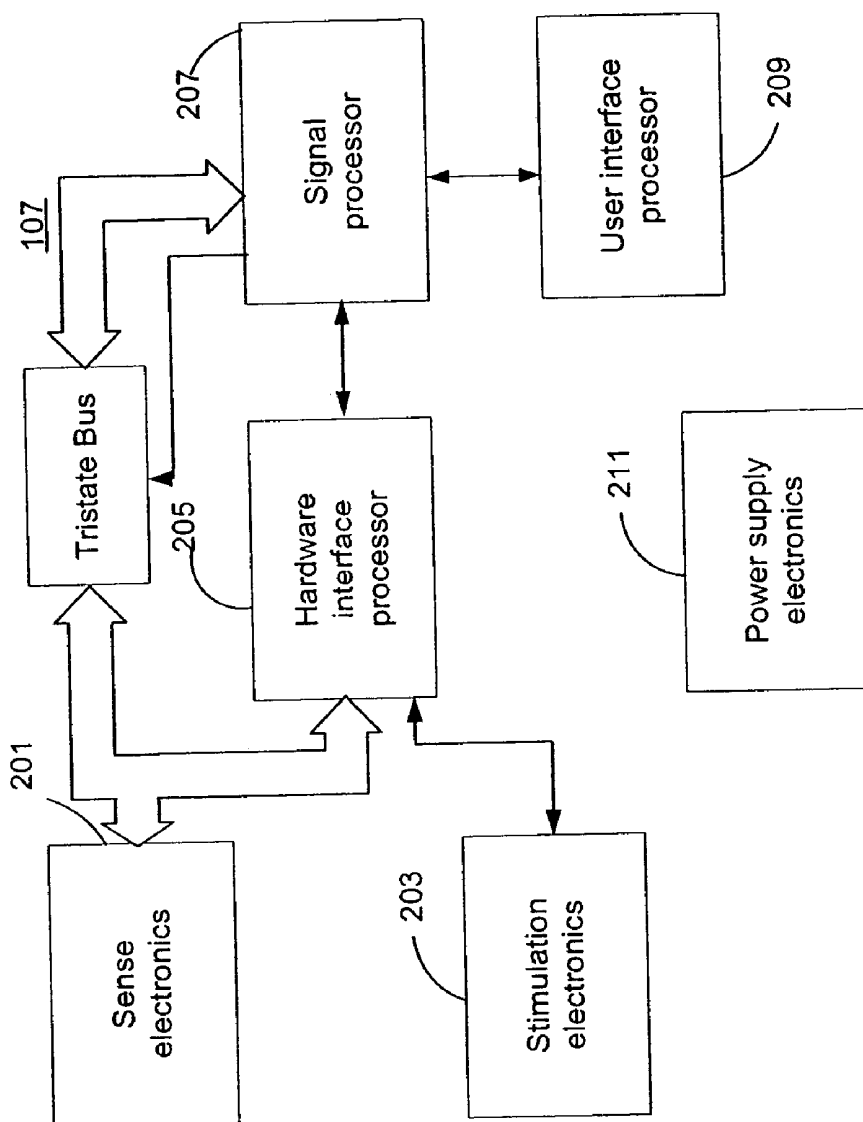 107
201
Sense
electronics
Tristate Bus
207
Signal
processor
205
Hardware
interface
processor
203
Stimulation
electronics
User interface
processor
209
211
Power supply
electronics